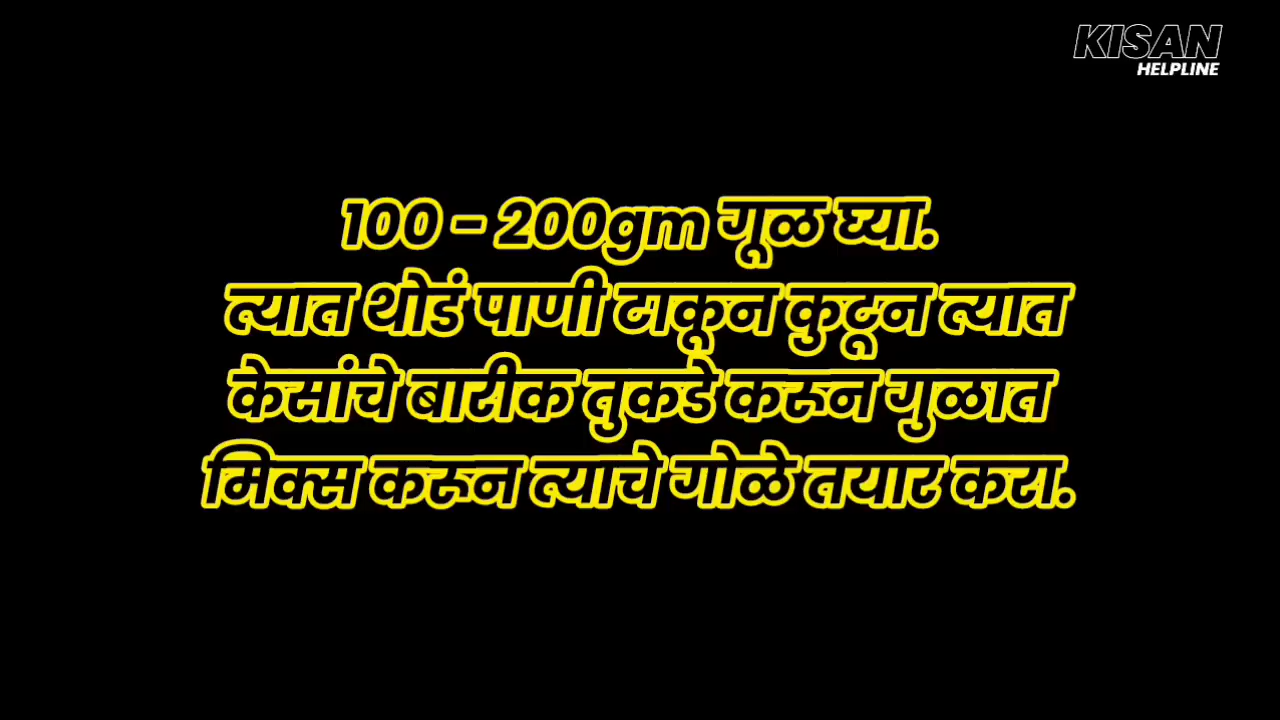 KISAN
HELPLINE
100 - 200gm गूळ घ्या.
त्यात थोडं पाणी टाकून कुटून त्यात
केसांचे बारीक तुकडे करून गुळात
मिक्स करून त्याचे गोळे तयार करा.